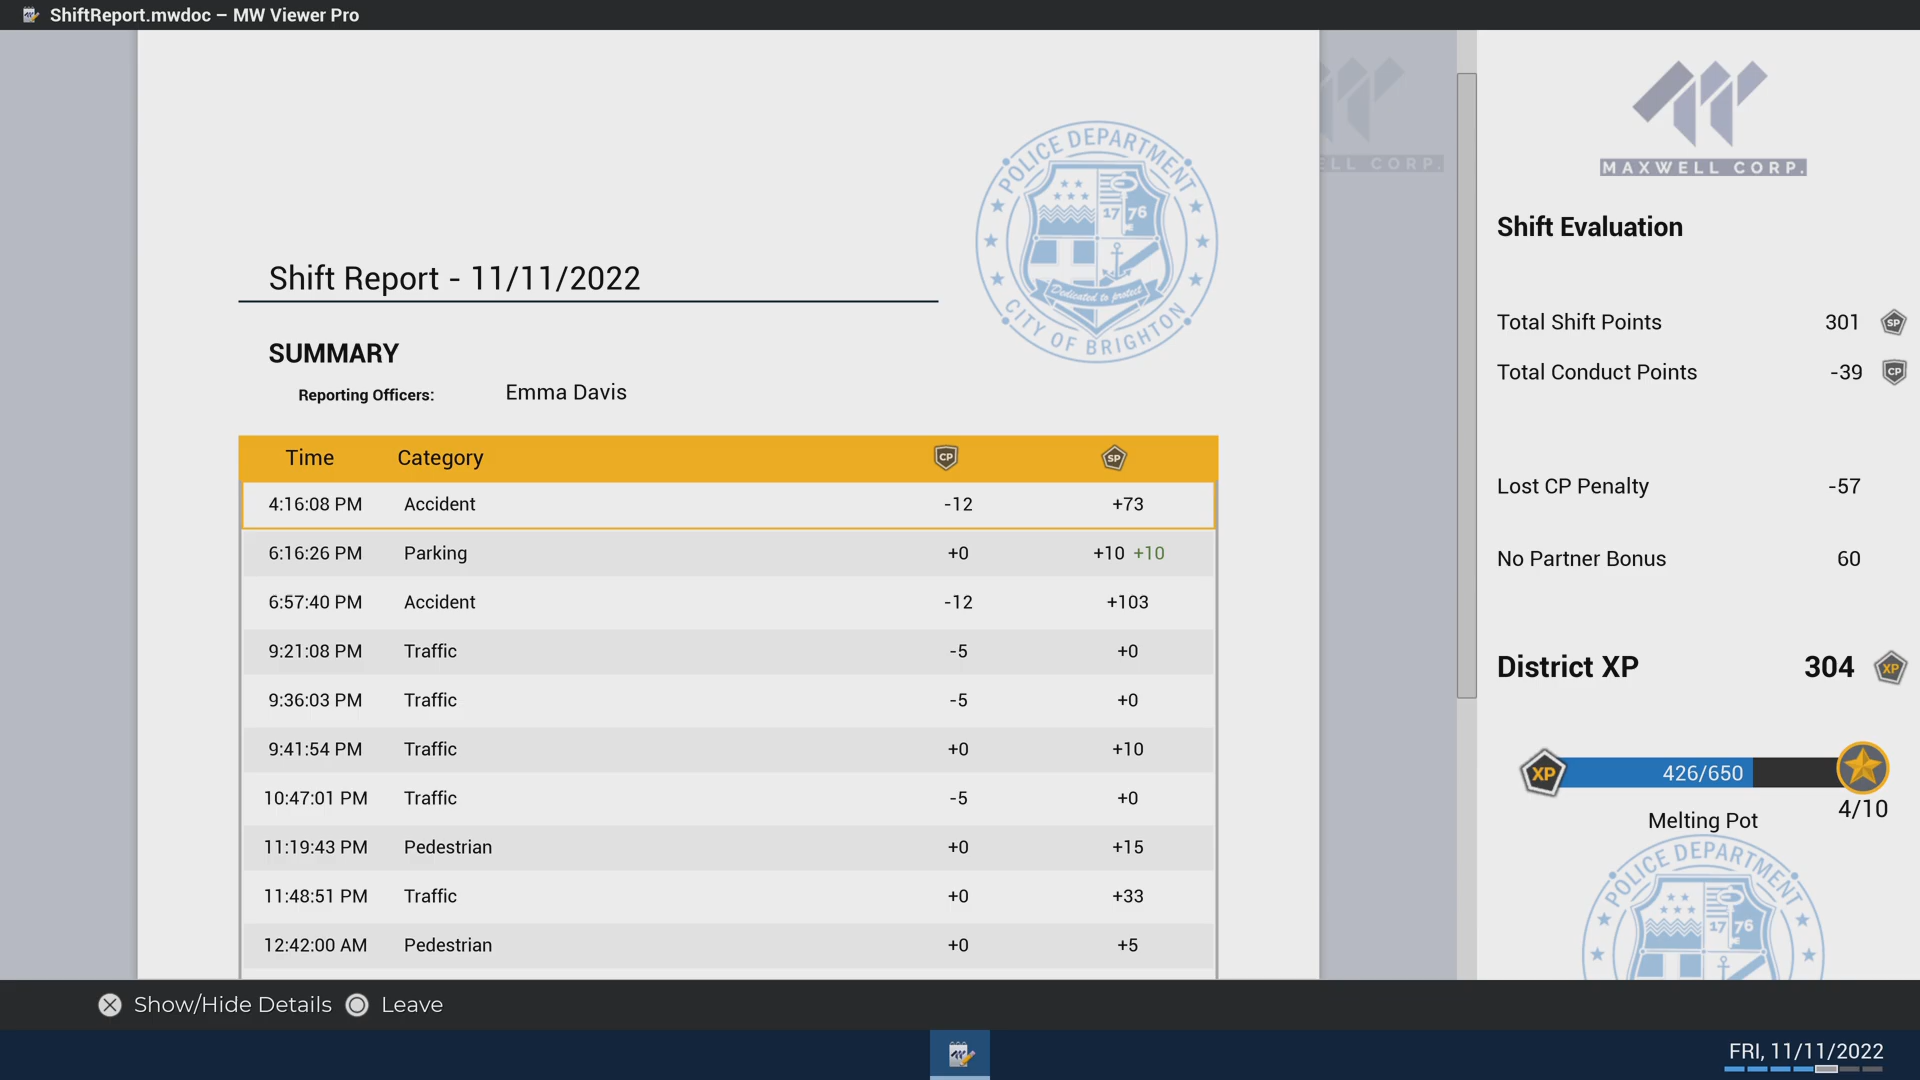 ShiftReport.mwdoc – MW Viewer Pro
POLICE DEPARTMENT
17 76
Dedicated to protect
CITY OF BRIGHTON
Shift Report - 11/11/2022
SUMMARY
Reporting Officers: Emma Davis
Time Category CP SP
4:16:08 PM Accident -12 +73
6:16:26 PM Parking +0 +10 +10
6:57:40 PM Accident -12 +103
9:21:08 PM Traffic -5 +0
9:36:03 PM Traffic -5 +0
9:41:54 PM Traffic +0 +10
10:47:01 PM Traffic -5 +0
11:19:43 PM Pedestrian +0 +15
11:48:51 PM Traffic +0 +33
12:42:00 AM Pedestrian +0 +5
ELL CORP.
MAXWELL CORP.
Shift Evaluation
Total Shift Points 301 SP
Total Conduct Points -39 CP
Lost CP Penalty -57
No Partner Bonus 60
District XP 304 XP
XP 426/650
4/10
Melting Pot
POLICE DEPARTMENT
17 76
Show/Hide Details Leave
FRI, 11/11/2022